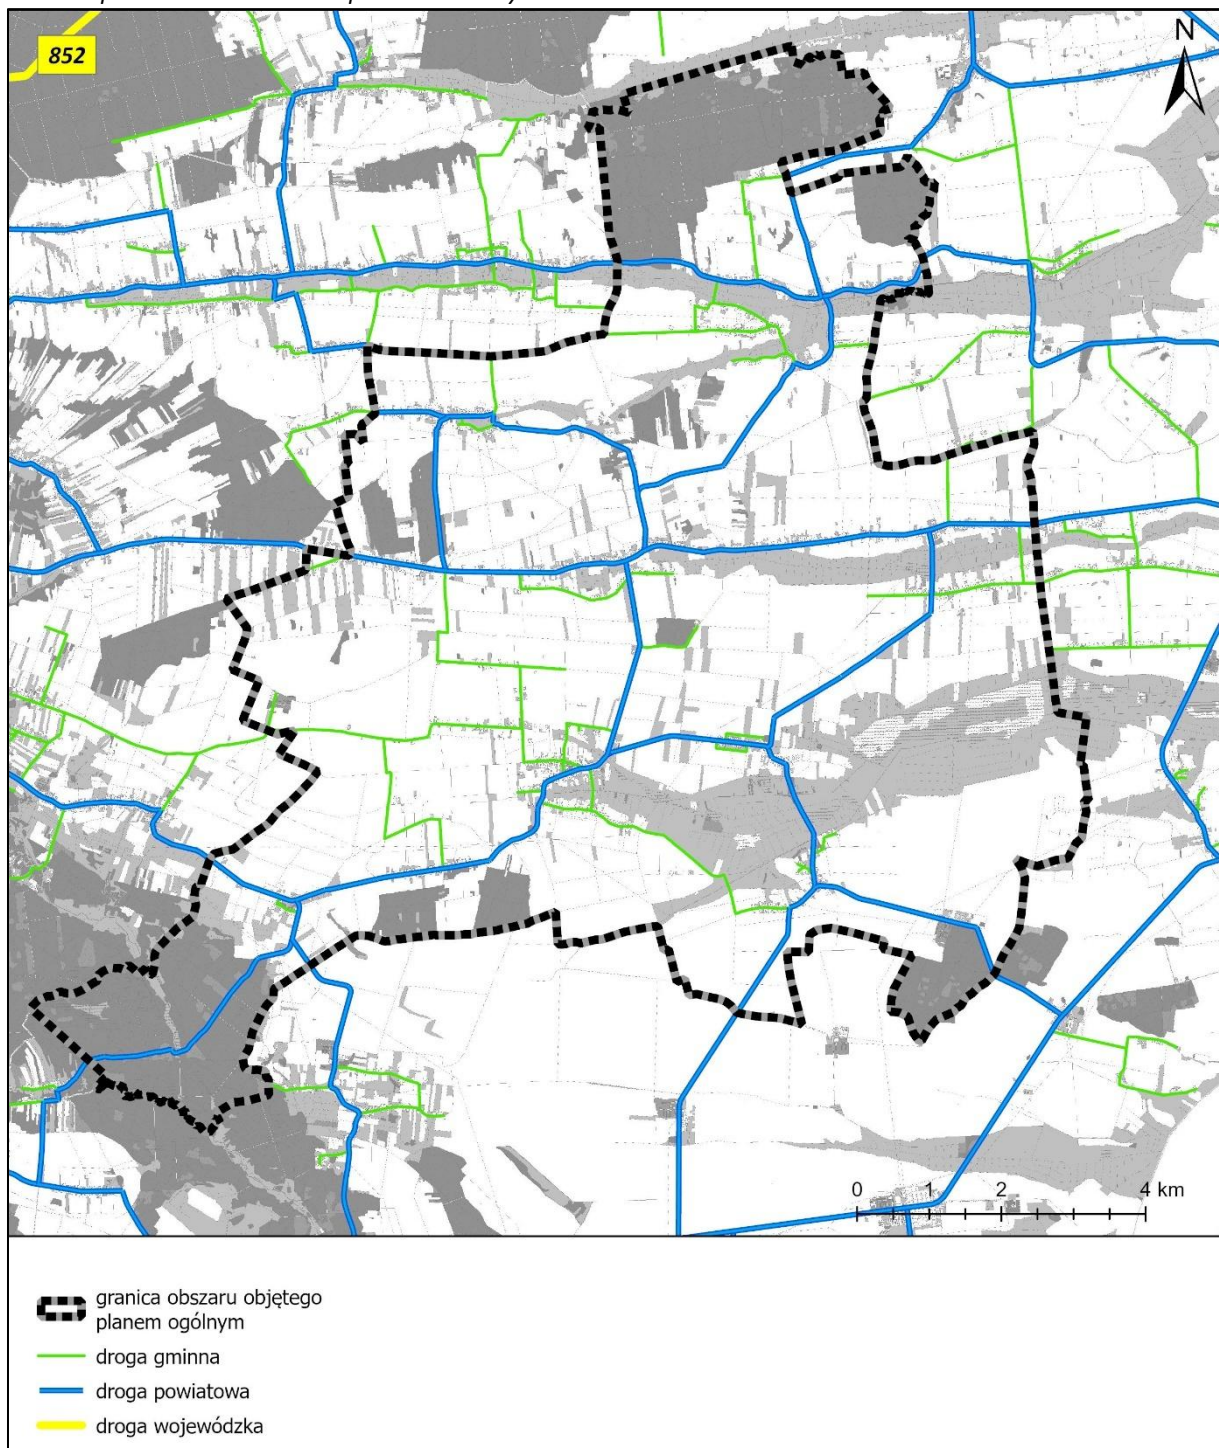 852
N
0 1 2 4 km
granica obszaru objętego
planem ogólnym
droga gminna
droga powiatowa
droga wojewódzka